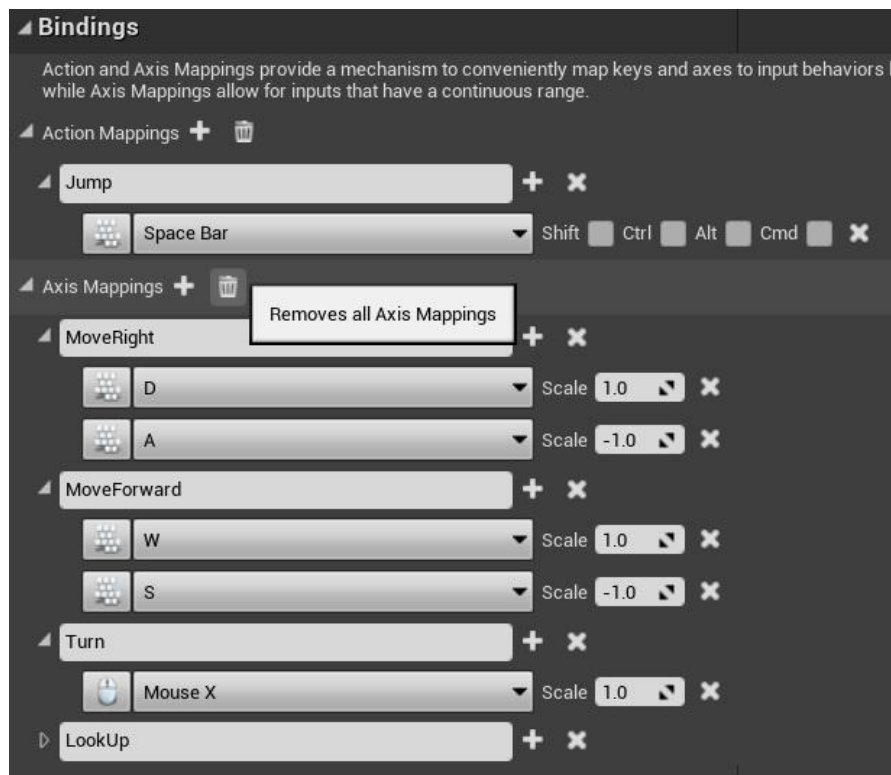 Bindings
Action and Axis Mappings provide a mechanism to conveniently map keys and axes to input behaviors
while Axis Mappings allow for inputs that have a continuous range.
Action Mappings
Jump
Space Bar Shift Ctrl Alt Cmd
Axis Mappings
Removes all Axis Mappings
MoveRight
D Scale 1.0
A Scale -1.0
MoveForward
W Scale 1.0
S Scale -1.0
Turn
Mouse X Scale 1.0
LookUp